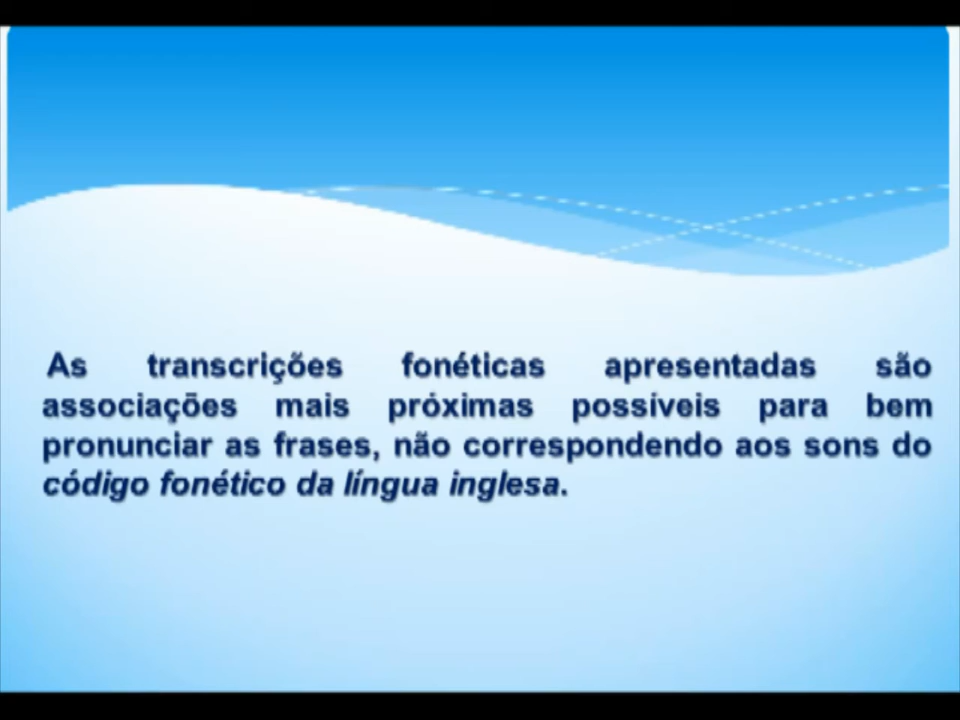 As transcrições fonéticas apresentadas são
associações mais próximas possíveis para bem
pronunciar as frases, não correspondendo aos sons do
código fonético da língua inglesa.